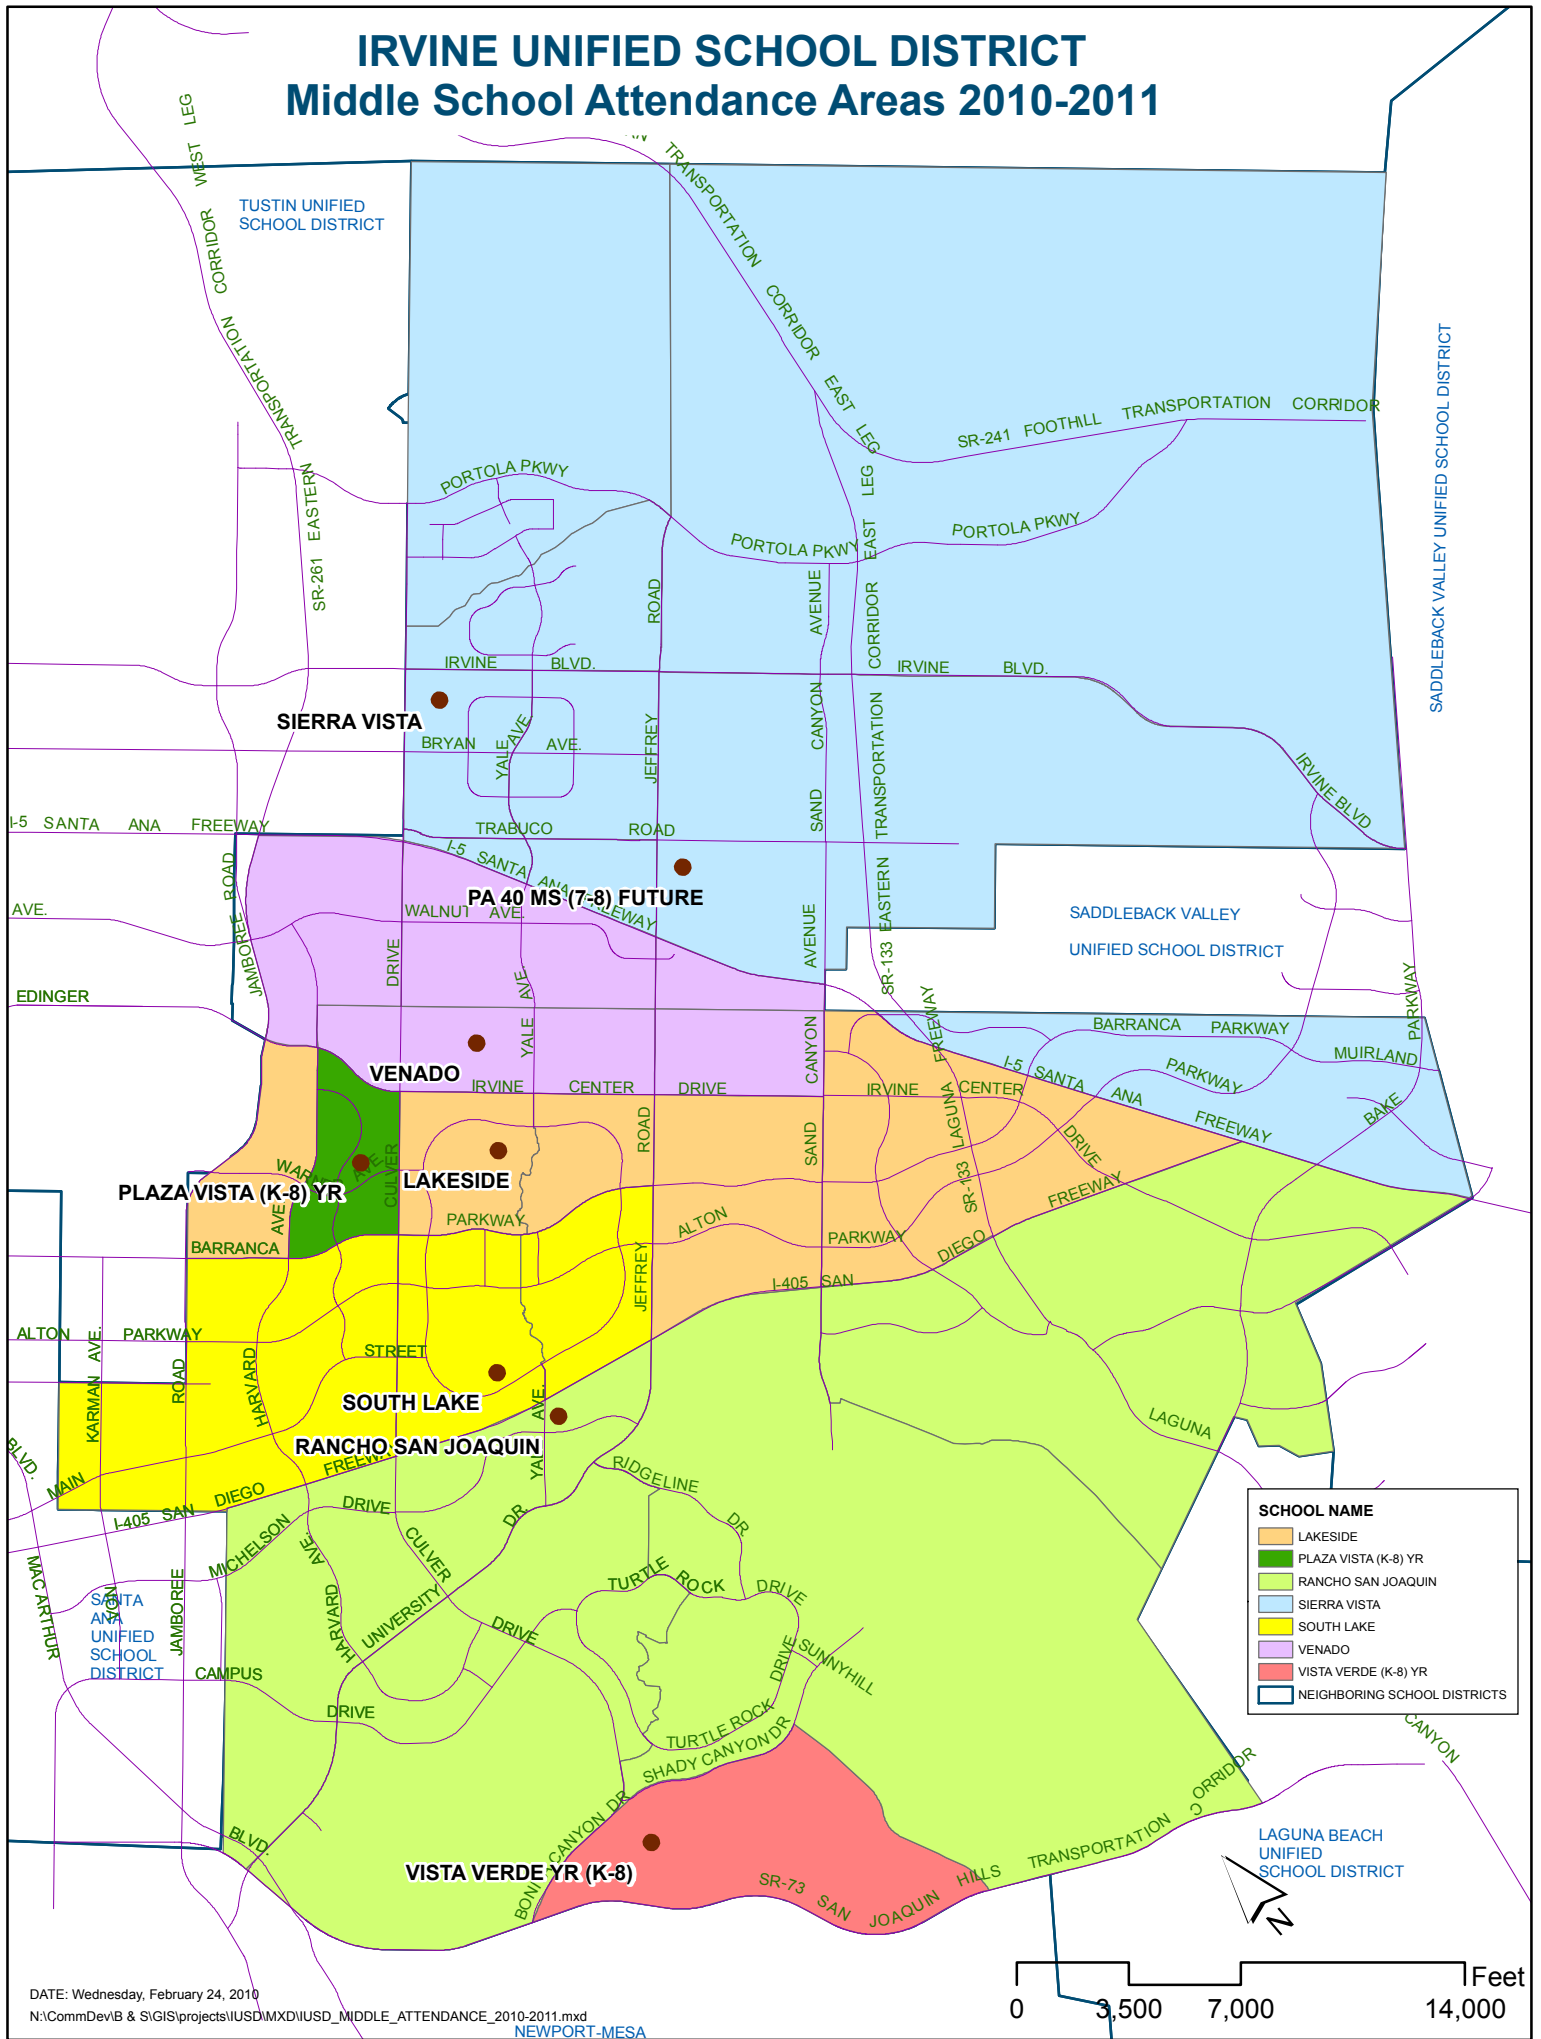 IRVINE UNIFIED SCHOOL DISTRICT
Middle School Attendance Areas 2010-2011
TUSTIN UNIFIED
SCHOOL DISTRICT
TRANSPORTATION CORRIDOR WEST LEG
SR-261 EASTERN
TRANSPORTATION CORRIDOR EAST LEG
SR-241 FOOTHILL TRANSPORTATION CORRIDOR
SADDLEBACK VALLEY UNIFIED SCHOOL DISTRICT
PORTOLA PKWY
PORTOLA PKWY
PORTOLA PKWY
SR-133 EASTERN TRANSPORTATION CORRIDOR EAST LEG
JEFFREY ROAD
SAND CANYON AVENUE
IRVINE BLVD.
IRVINE BLVD.
IRVINE BLVD
SIERRA VISTA
BRYAN AVE.
YALE AVE
I-5 SANTA ANA FREEWAY
TRABUCO ROAD
I-5 SANTA ANA FREEWAY
PA 40 MS (7-8) FUTURE
AVE.
WALNUT AVE.
JAMBOREE ROAD
CULVER DRIVE
YALE AVE.
SAND CANYON AVENUE
SADDLEBACK VALLEY
UNIFIED SCHOOL DISTRICT
EDINGER
VENADO
IRVINE CENTER DRIVE
IRVINE CENTER DRIVE
BARRANCA PARKWAY
MUIRLAND
PARKWAY
BAKE PARKWAY
I-5 SANTA ANA FREEWAY
SR-133 LAGUNA FREEWAY
JEFFREY ROAD
WARNER AVE
PLAZA VISTA (K-8) YR
LAKESIDE
BARRANCA
PARKWAY
ALTON PARKWAY
I-405 SAN DIEGO FREEWAY
ALTON PARKWAY
KARMAN AVE.
JAMBOREE ROAD
HARVARD AVE.
STREET
SOUTH LAKE
RANCHO SAN JOAQUIN
YALE AVE.
BLVD.
MAIN
I-405 SAN DIEGO FREEWAY
LAGUNA
CANYON
MICHELSON DRIVE
HARVARD AVE.
CULVER
DRIVE
UNIVERSITY DR.
RIDGELINE DR
TURTLE ROCK DRIVE
DRIVE
SUNNYHILL
TURTLE ROCK
SHADY CANYON DR
MAC ARTHUR
VON
SANTA
ANA
UNIFIED
SCHOOL
DISTRICT
CAMPUS
DRIVE
BLVD.
CANYON DR
VISTA VERDE YR (K-8)
SR-73 SAN JOAQUIN HILLS TRANSPORTATION CORRIDOR
SCHOOL NAME
LAKESIDE
PLAZA VISTA (K-8) YR
RANCHO SAN JOAQUIN
SIERRA VISTA
SOUTH LAKE
VENADO
VISTA VERDE (K-8) YR
NEIGHBORING SCHOOL DISTRICTS
LAGUNA BEACH
UNIFIED
SCHOOL DISTRICT
N
Feet
0 3,500 7,000 14,000
DATE: Wednesday, February 24, 2010
N:\CommDev\B & S\GIS\projects\IUSD\MXD\IUSD_MIDDLE_ATTENDANCE_2010-2011.mxd
NEWPORT-MESA